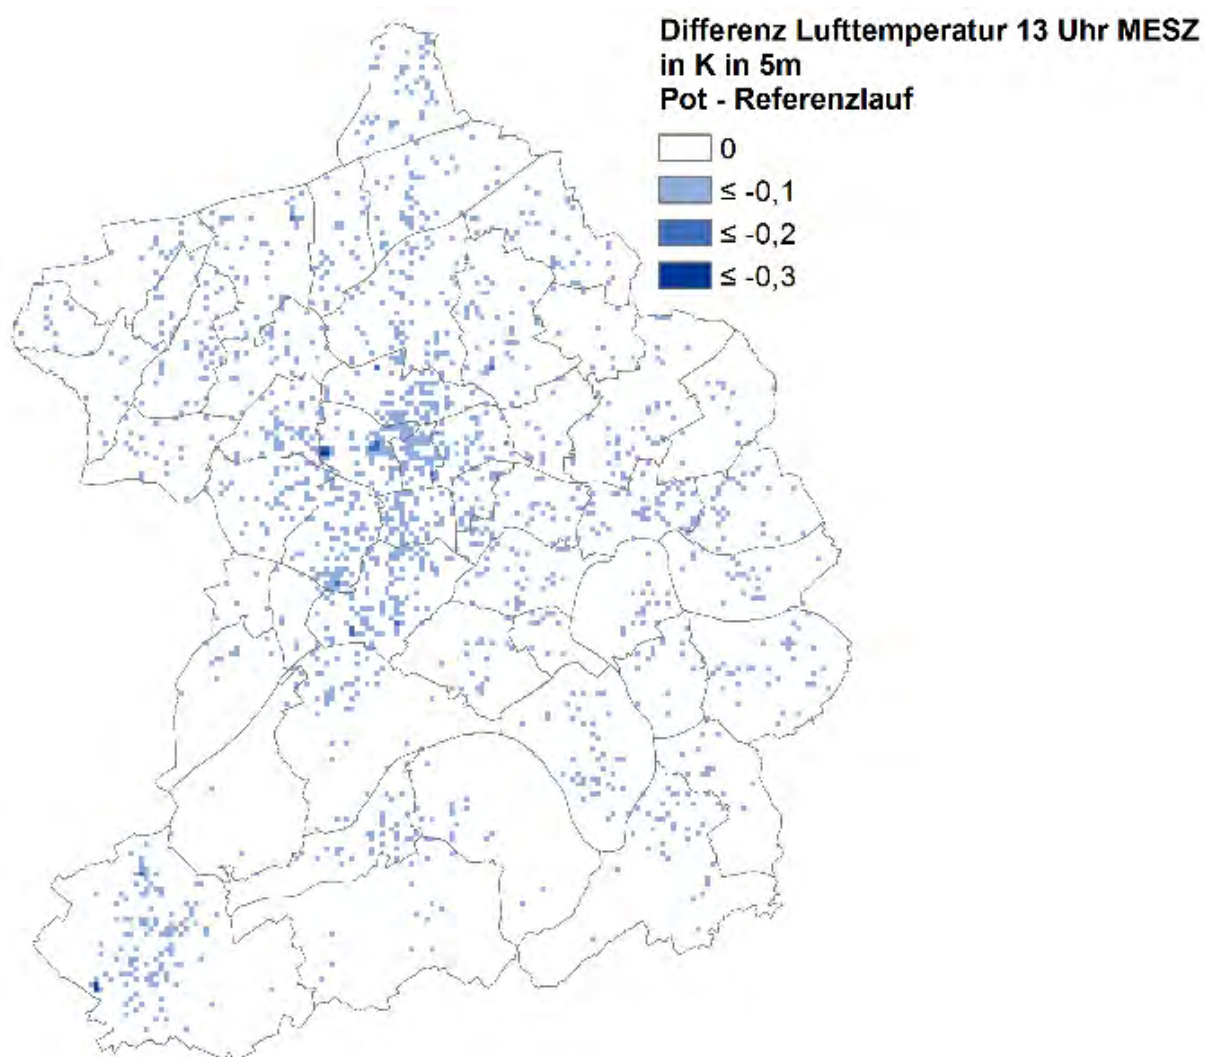 Differenz Lufttemperatur 13 Uhr MESZ
in K in 5m
Pot - Referenzlauf
0
≤ -0,1
≤ -0,2
≤ -0,3